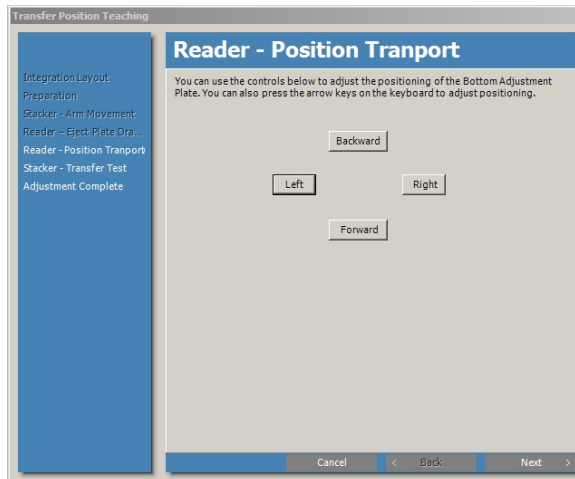 Transfer Position Teaching
Reader - Position Tranport
You can use the controls below to adjust the positioning of the Bottom Adjustment
Plate. You can also press the arrow keys on the keyboard to adjust positioning.
Integration Layout
Preparation
Stacker - Arm Movement
Reader – Eject Plate Dra...
Reader - Position Tranport
Stacker - Transfer Test
Adjustment Complete
Backward
Left
Right
Forward
Cancel
< Back
Next >